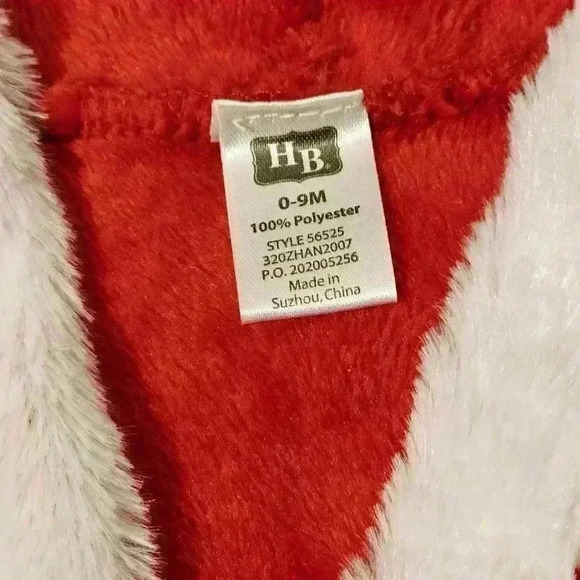 HB
0-9M
100% Polyester
STYLE 56525
320ZHAN2007
P.O. 202005256
Made in
Suzhou, China